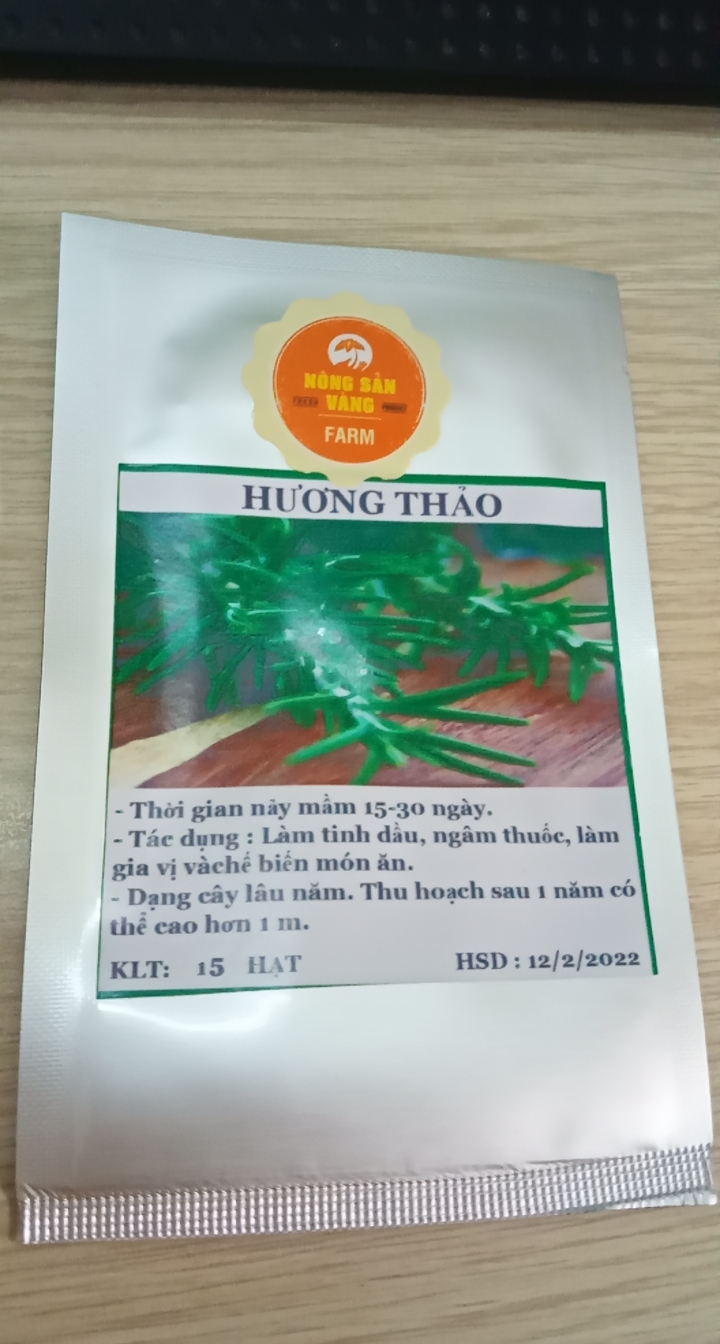 NÔNG SẢN
VÀNG
FARM
HƯƠNG THẢO
- Thời gian nảy mầm 15-30 ngày.
- Tác dụng : Làm tinh dầu, ngâm thuốc, làm
gia vị vàchế biến món ăn.
- Dạng cây lâu năm. Thu hoạch sau 1 năm có
thể cao hơn 1 m.
KLT: 15 HẠT HSD : 12/2/2022